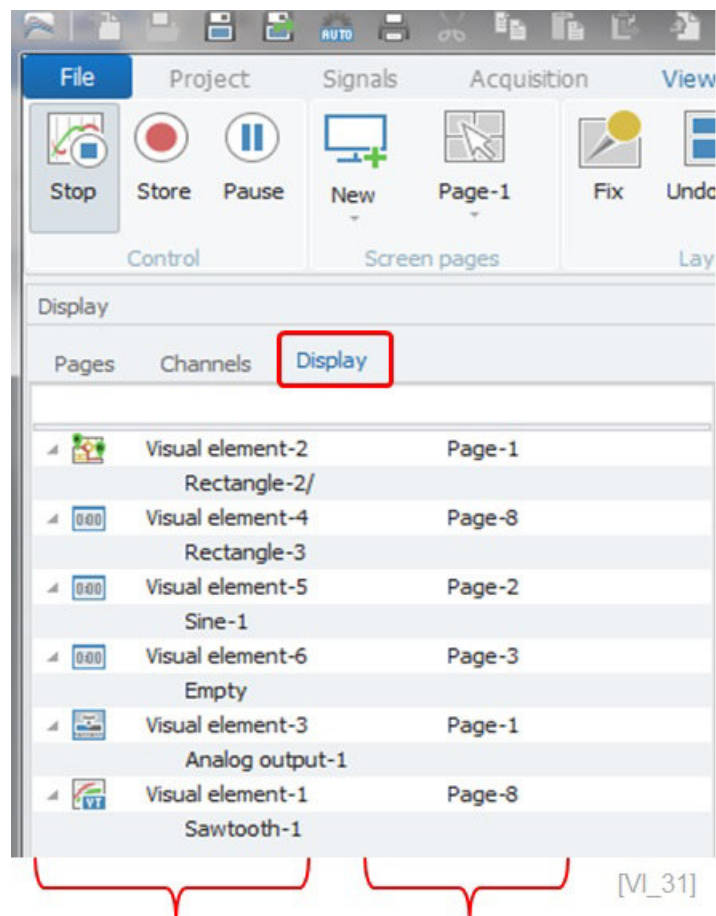 AUTO
File Project Signals Acquisition View
Stop Store Pause New Page-1 Fix Undo
Control Screen pages Lay
Display
Pages Channels Display
Visual element-2 Page-1
Rectangle-2/
0:00 Visual element-4 Page-8
Rectangle-3
0:00 Visual element-5 Page-2
Sine-1
0:00 Visual element-6 Page-3
Empty
Visual element-3 Page-1
Analog output-1
VT Visual element-1 Page-8
Sawtooth-1
[VI_31]